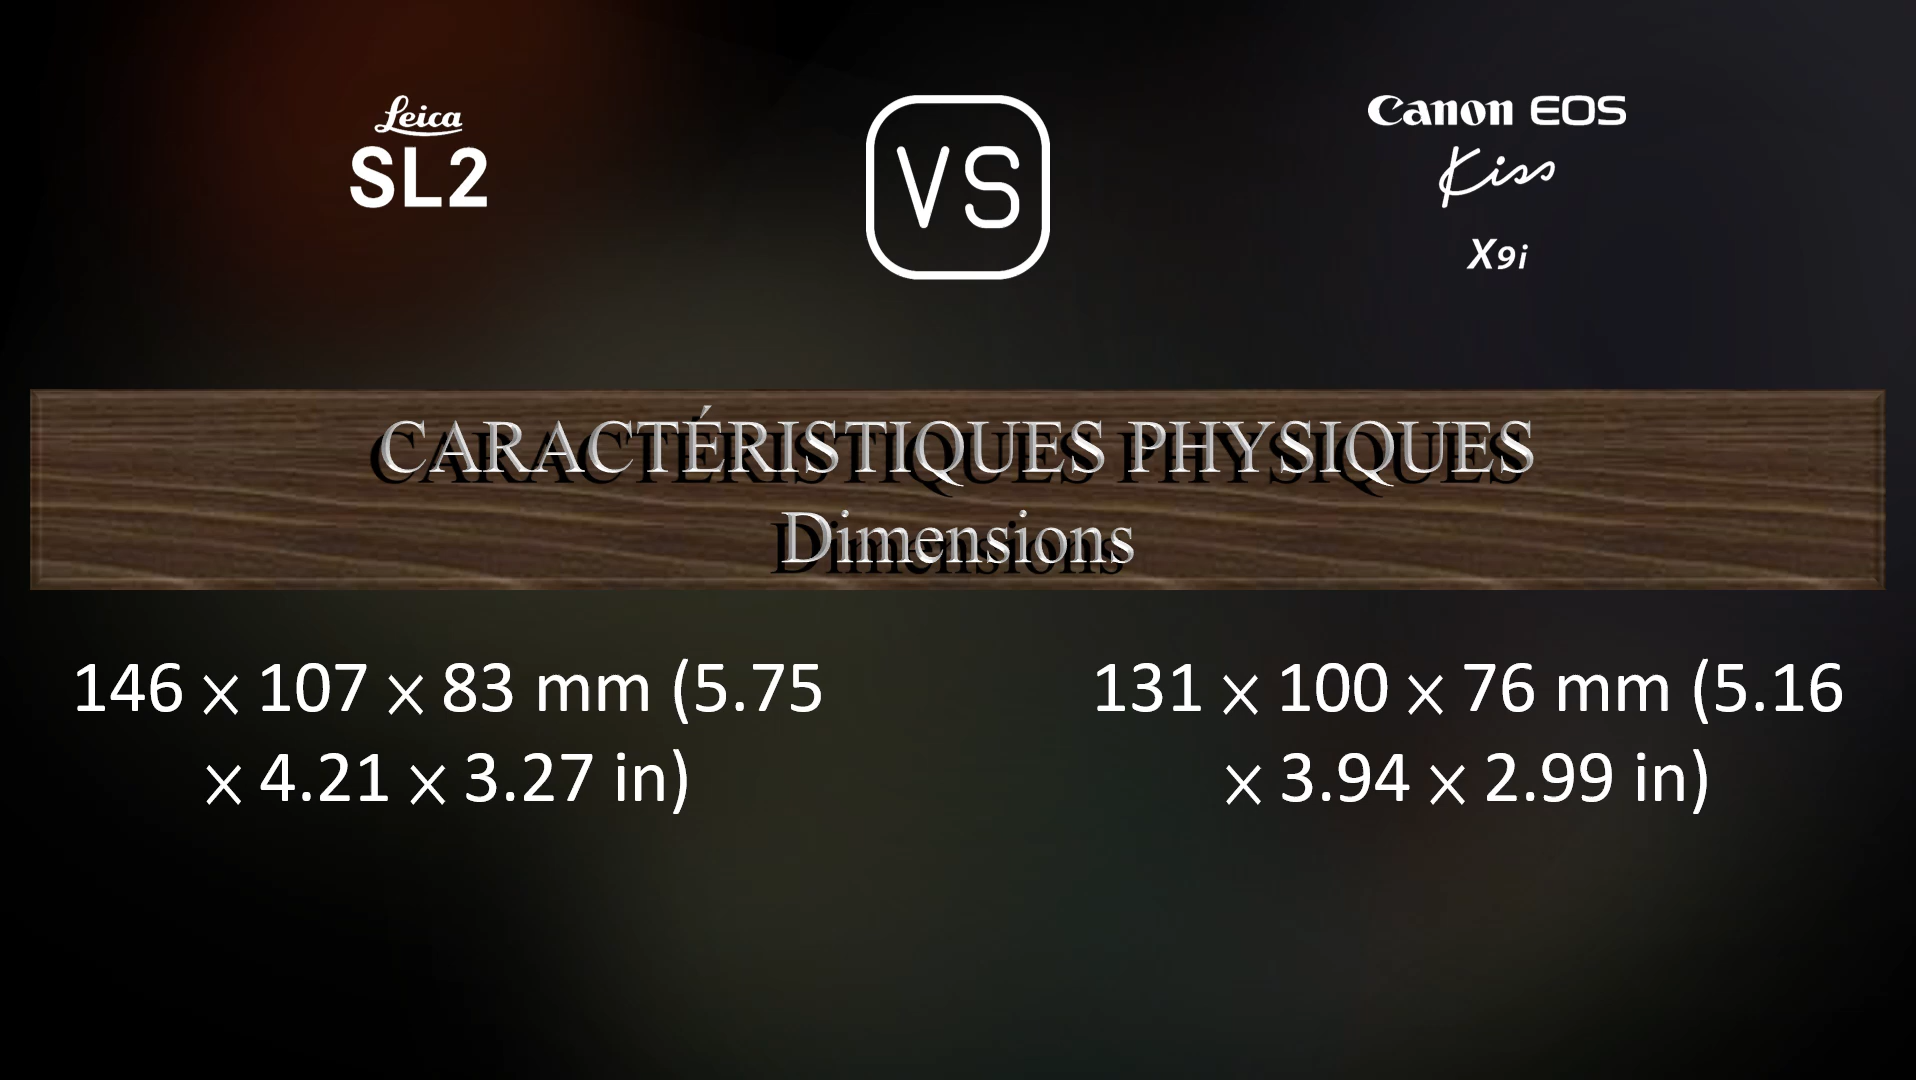 Leica
SL2
VS
Canon EOS
Kiss
X9i
CARACTÉRISTIQUES PHYSIQUES
Dimensions
146 x 107 x 83 mm (5.75
x 4.21 x 3.27 in)
131 x 100 x 76 mm (5.16
x 3.94 x 2.99 in)